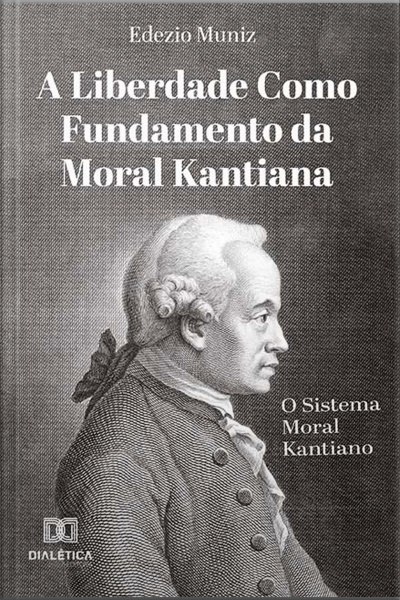 Edezio Muniz
A Liberdade Como
Fundamento da
Moral Kantiana
O Sistema
Moral
Kantiano
DIALÉTICA